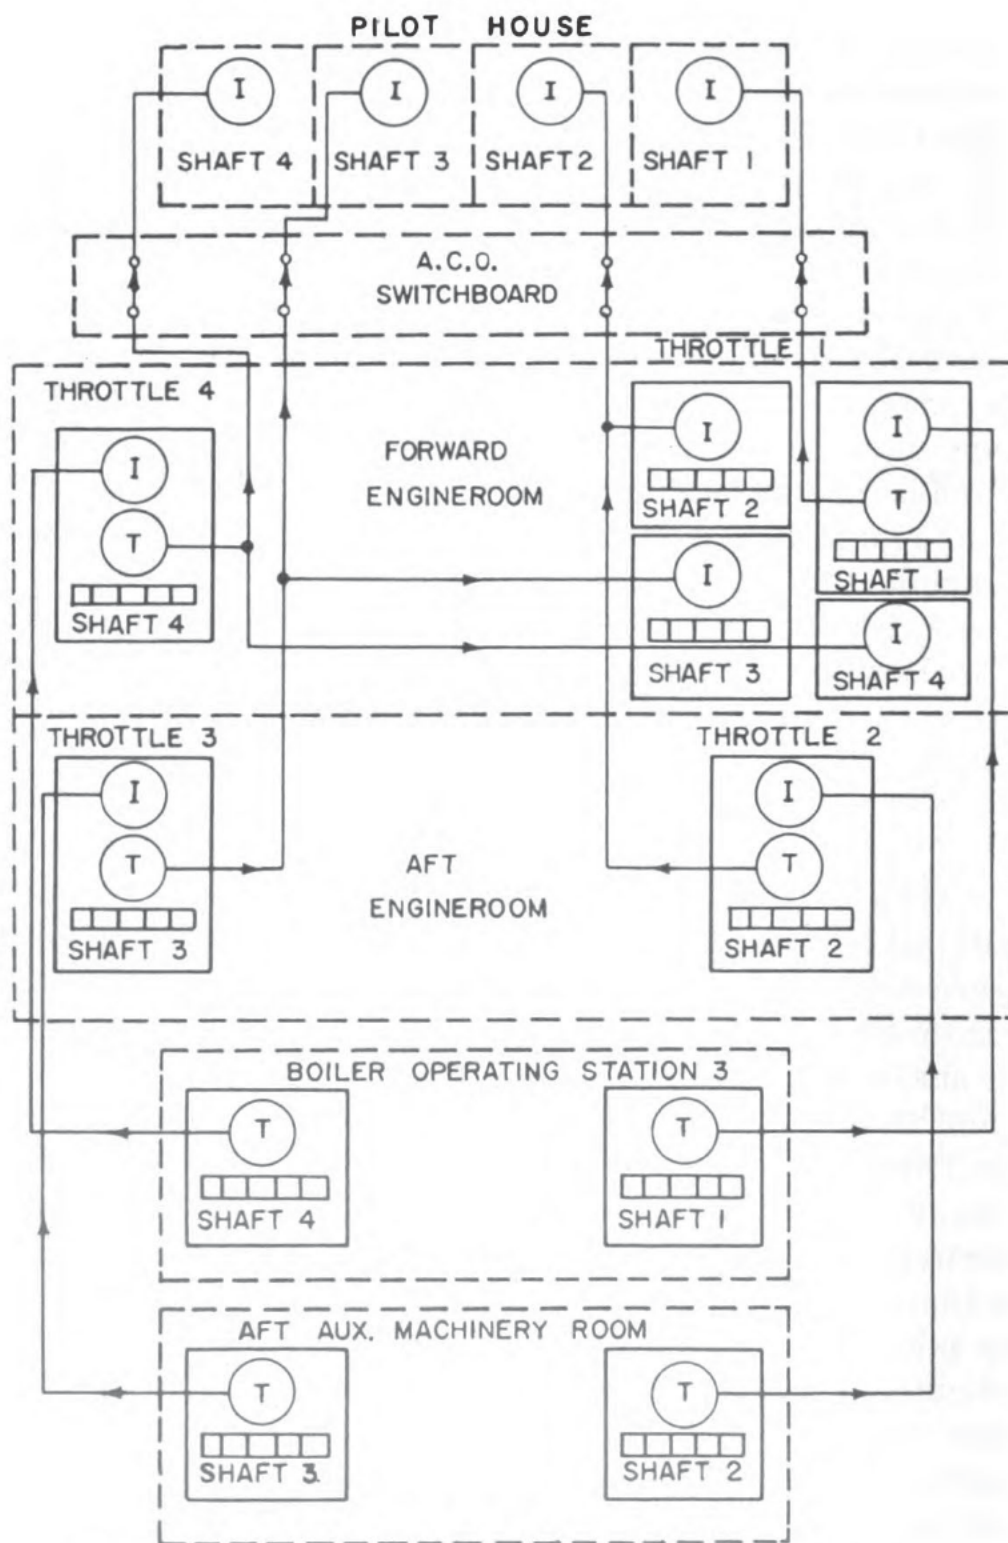 PILOT HOUSE
I I I I
SHAFT 4 SHAFT 3 SHAFT 2 SHAFT 1
A.C.O.
SWITCHBOARD
THROTTLE 1
THROTTLE 4
I
T
SHAFT 4
FORWARD
ENGINEROOM
I
SHAFT 2
I
T
SHAFT 1
I
SHAFT 3
I
SHAFT 4
THROTTLE 3
I
T
SHAFT 3
AFT
ENGINEROOM
THROTTLE 2
I
T
SHAFT 2
BOILER OPERATING STATION 3
T T
SHAFT 4 SHAFT 1
AFT AUX. MACHINERY ROOM
T T
SHAFT 3 SHAFT 2